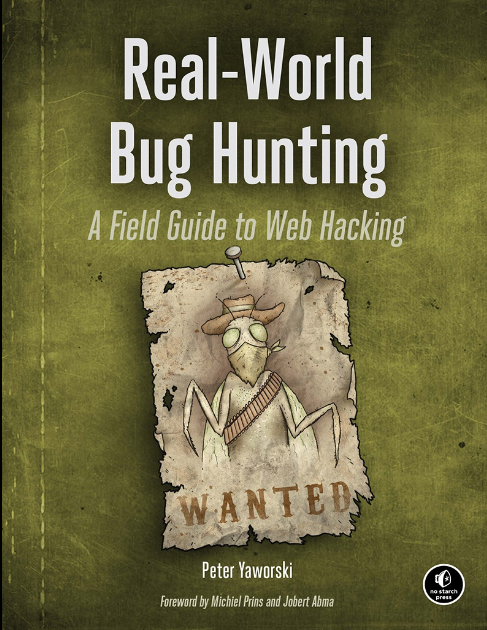 Real-World
Bug Hunting
A Field Guide to Web Hacking
WANTED
Peter Yaworski
Foreword by Michiel Prins and Jobert Abma
no starch
press